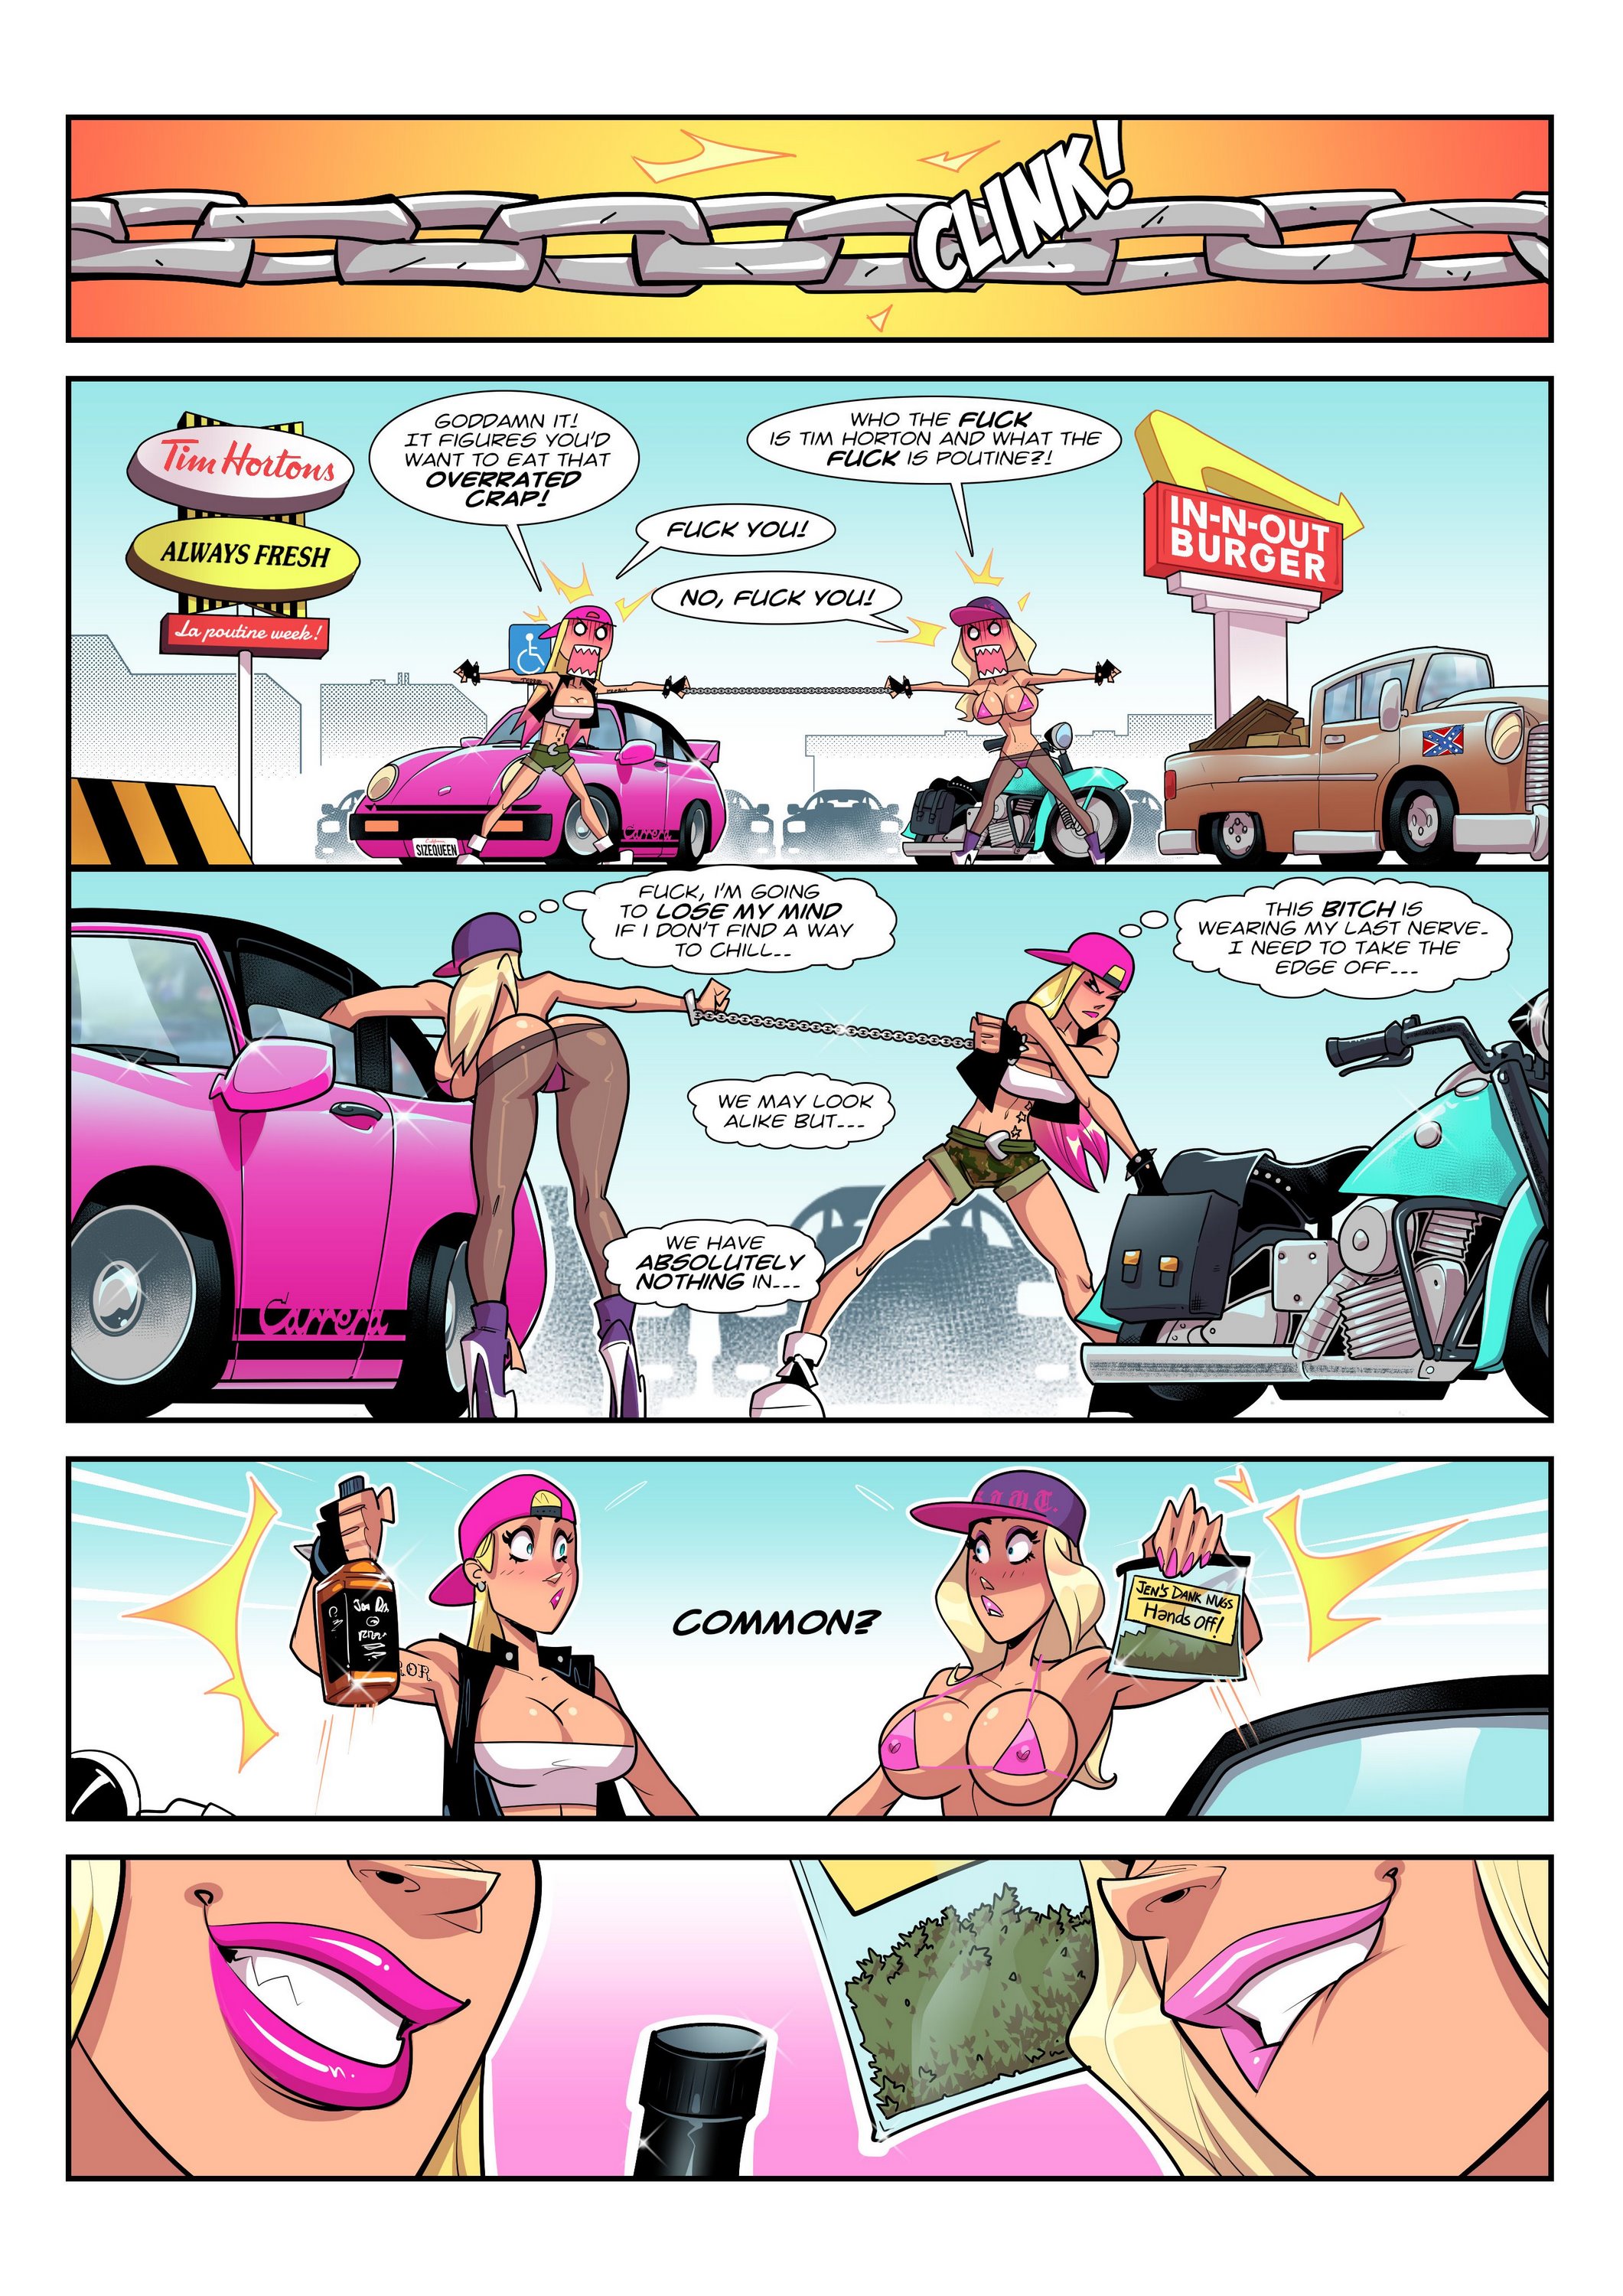 CLINK!
Tim Hortons
ALWAYS FRESH
La poutine week!
GODDAMN IT!
IT FIGURES YOU'D
WANT TO EAT THAT
OVERRATED
CRAP!
FUCK YOU!
WHO THE FUCK
IS TIM HORTON AND WHAT THE
FUCK IS POUTINE?!
NO, FUCK YOU!
IN-N-OUT
BURGER
SIZEQUEEN
Carrera
FUCK, I'M GOING
TO LOSE MY MIND
IF I DON'T FIND A WAY
TO CHILL...
THIS BITCH IS
WEARING MY LAST NERVE.
I NEED TO TAKE THE
EDGE OFF...
WE MAY LOOK
ALIKE BUT...
WE HAVE
ABSOLUTELY
NOTHING IN...
Carrera
COMMON?
ROR
JEN'S DANK NUGS
Hands Off!